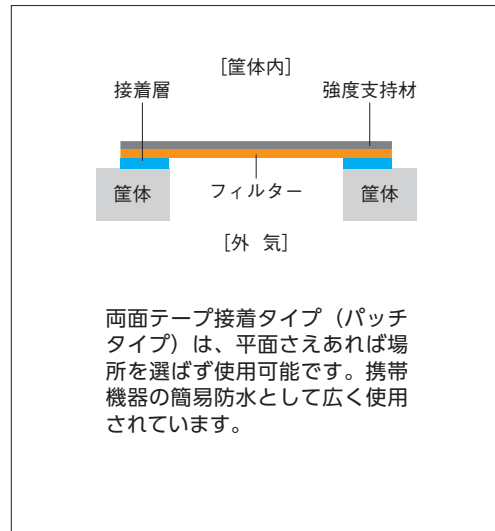 ［筐体内］
接着層
強度支持材
筐体
フィルター
筐体
［外 気］
両面テープ接着タイプ（パッチ
タイプ）は、平面さえあれば場
所を選ばず使用可能です。携帯
機器の簡易防水として広く使用
されています。